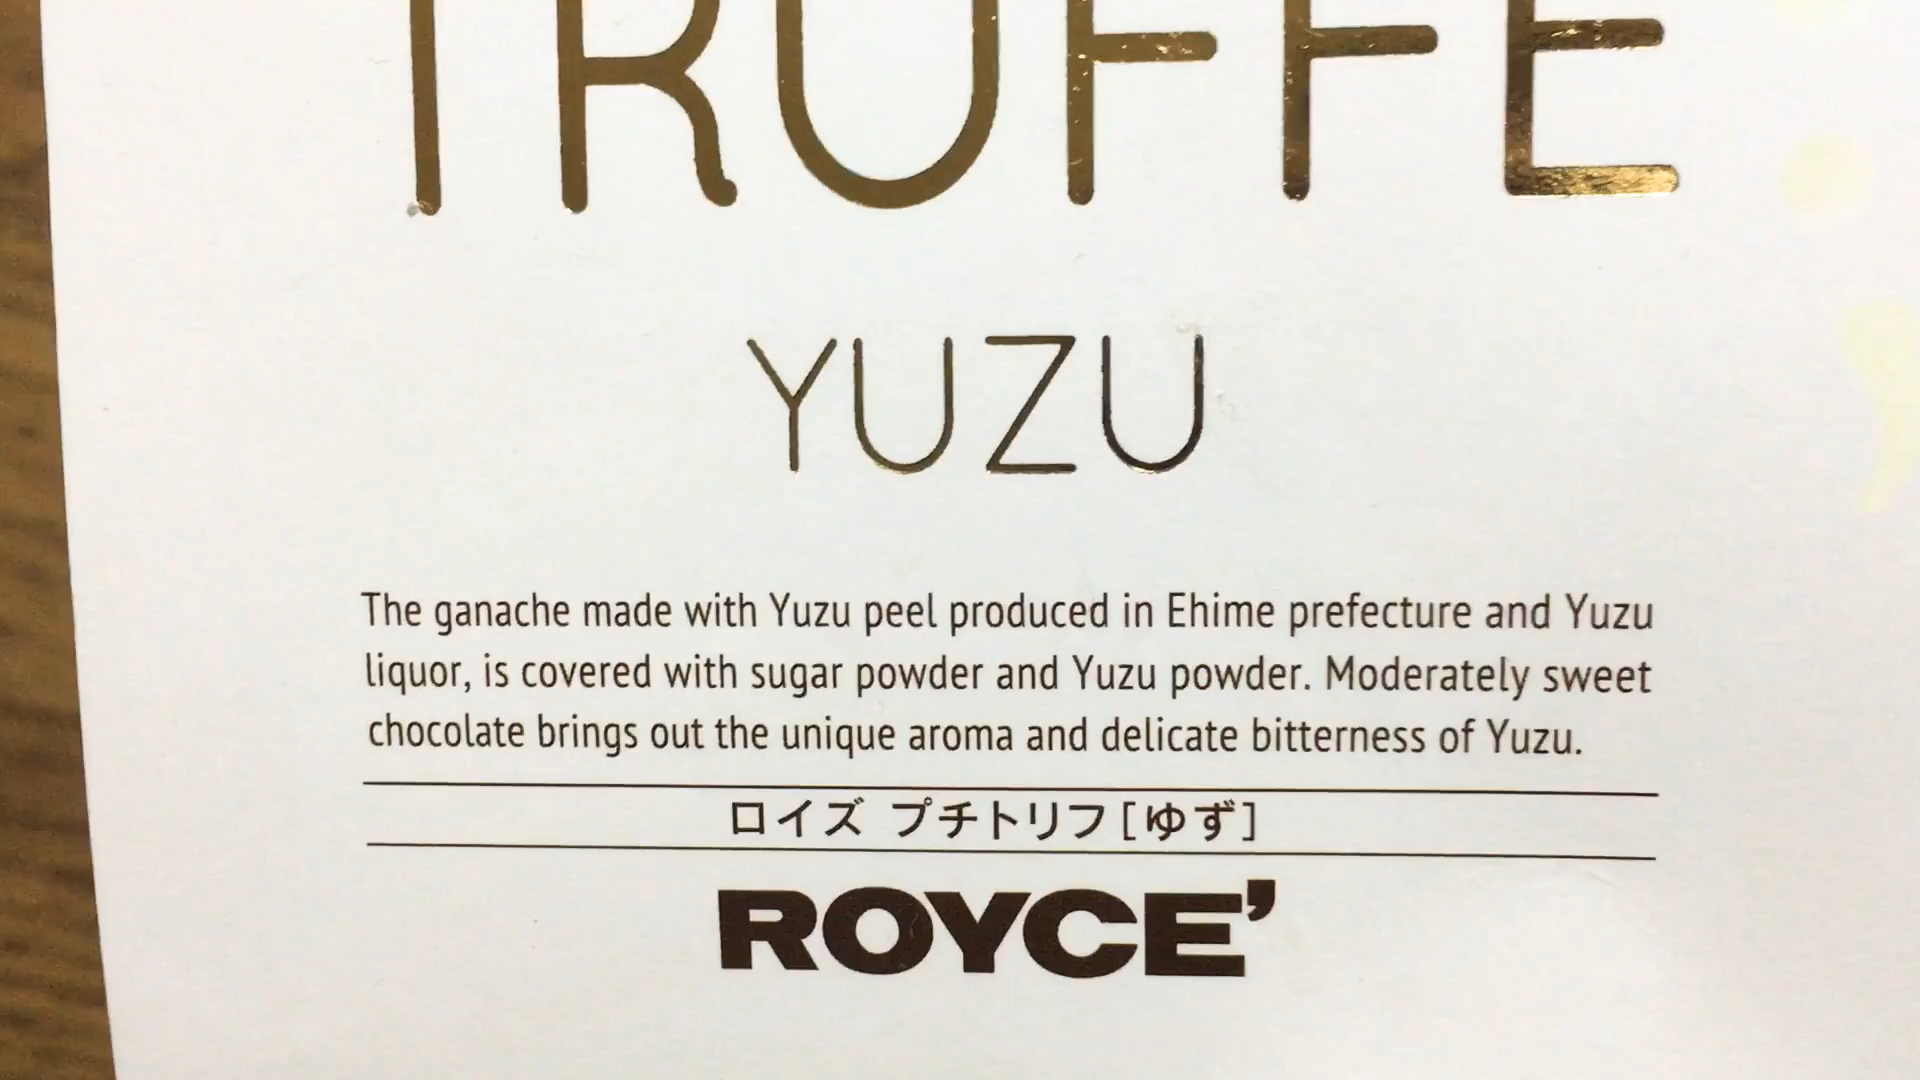 TRUFFE
YUZU
The ganache made with Yuzu peel produced in Ehime prefecture and Yuzu
liquor, is covered with sugar powder and Yuzu powder. Moderately sweet
chocolate brings out the unique aroma and delicate bitterness of Yuzu.
ロイズ プチトリフ[ゆず]
ROYCE’